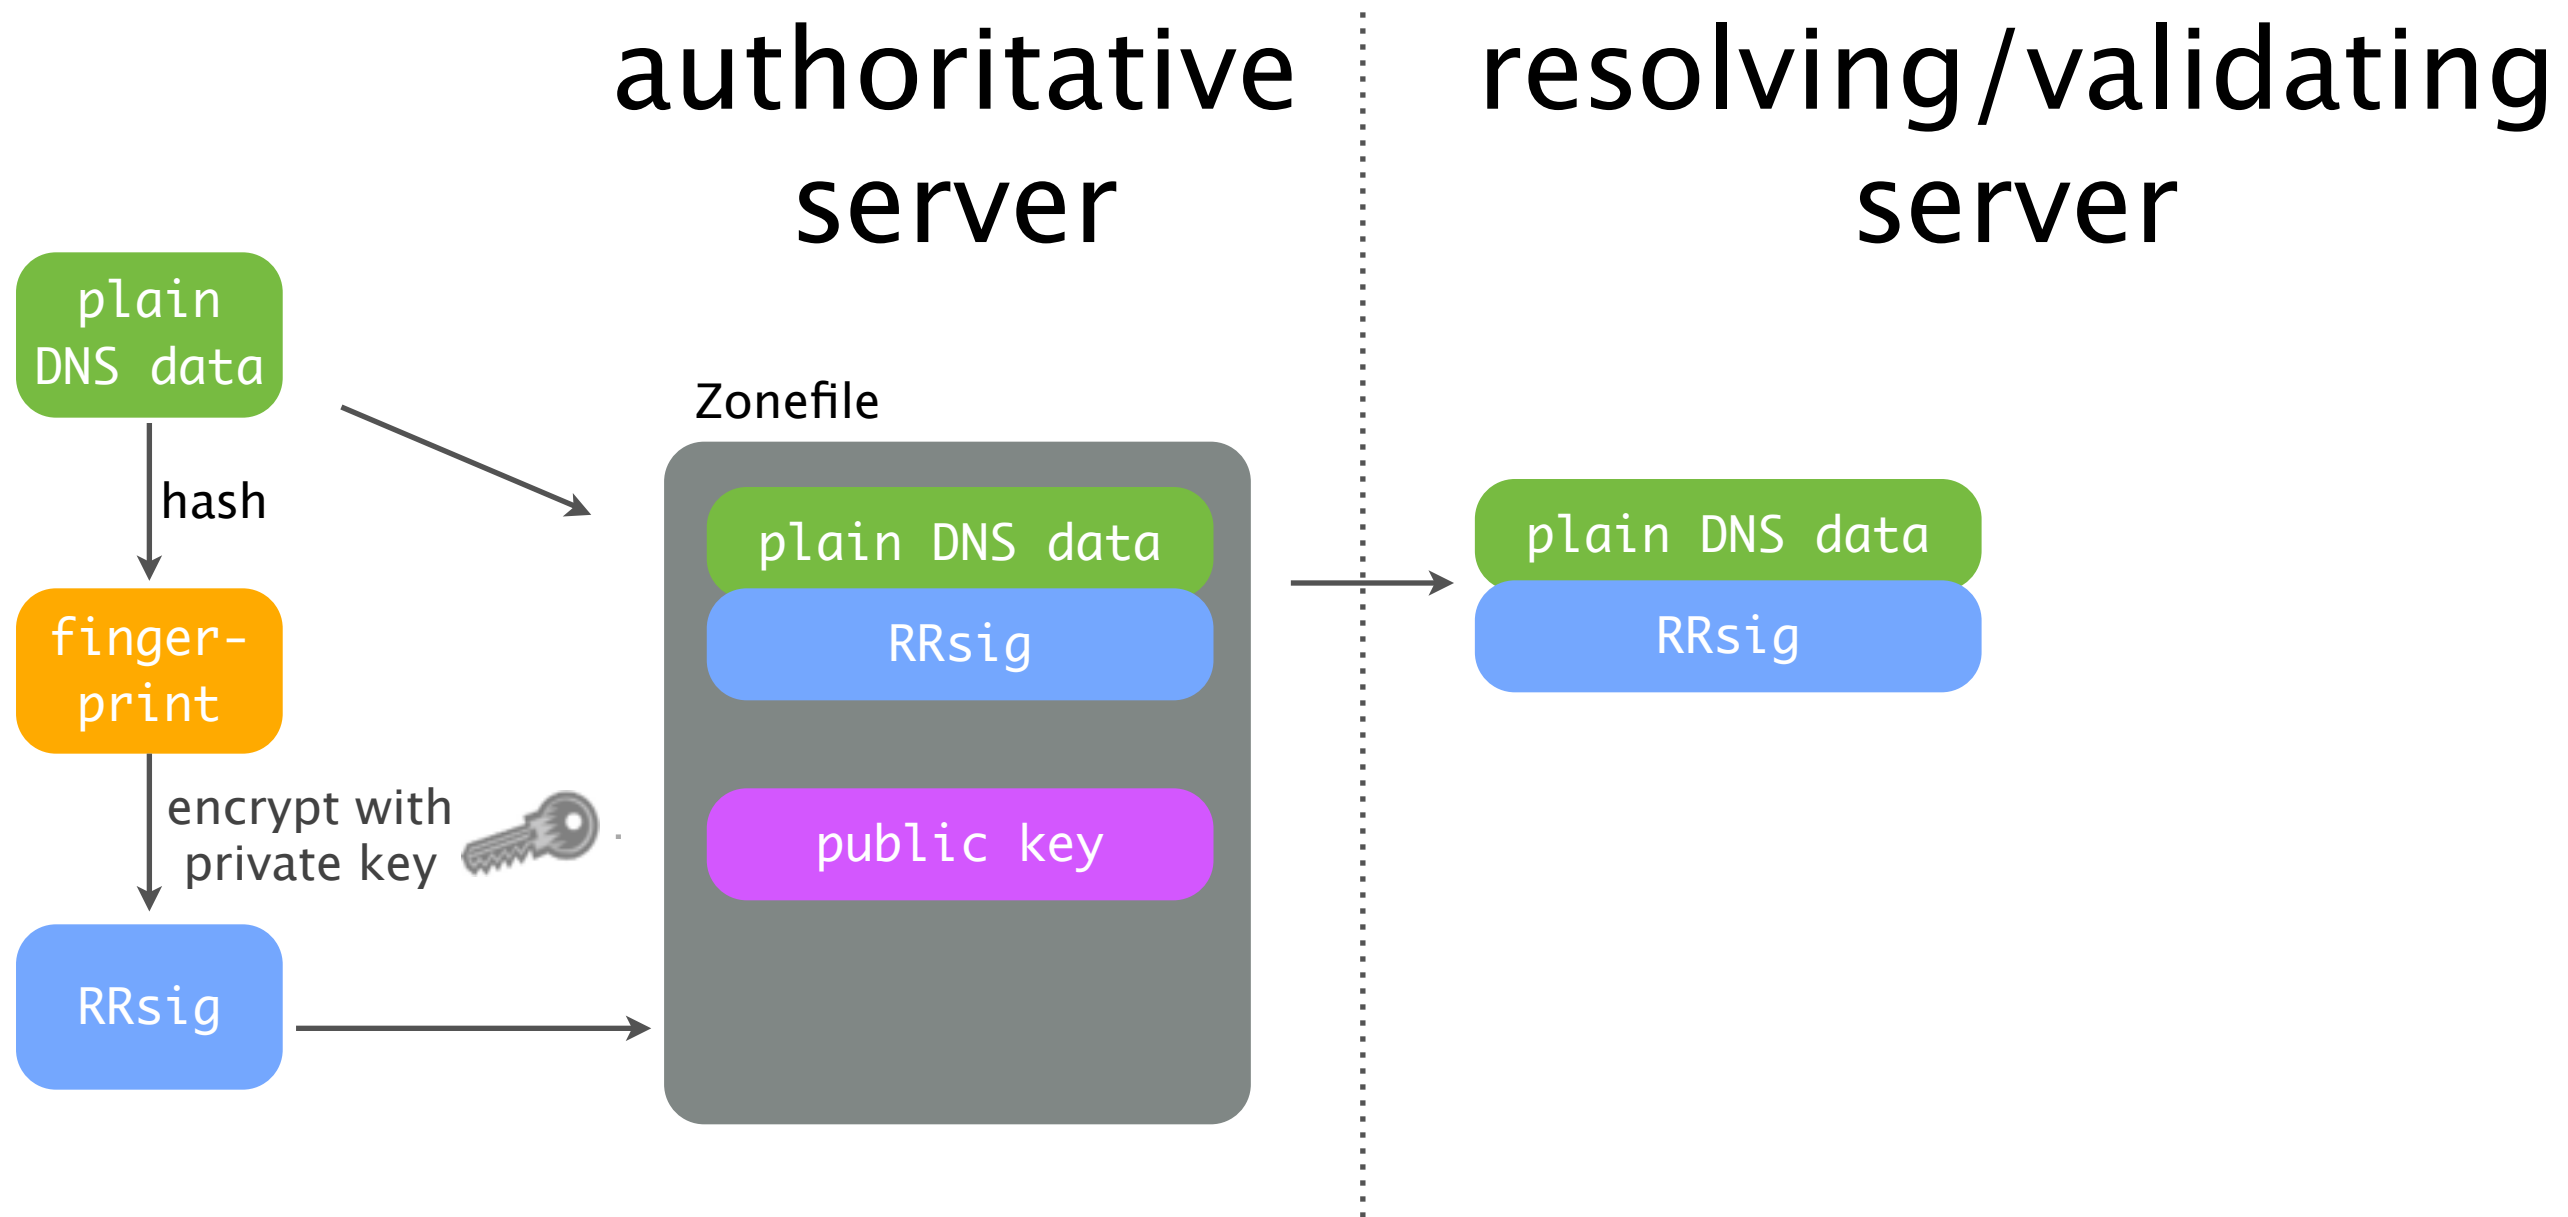 authoritative
server
resolving/validating
server
plain
DNS data
hash
finger-
print
encrypt with
private key
RRsig
Zonefile
plain DNS data
RRsig
public key
plain DNS data
RRsig